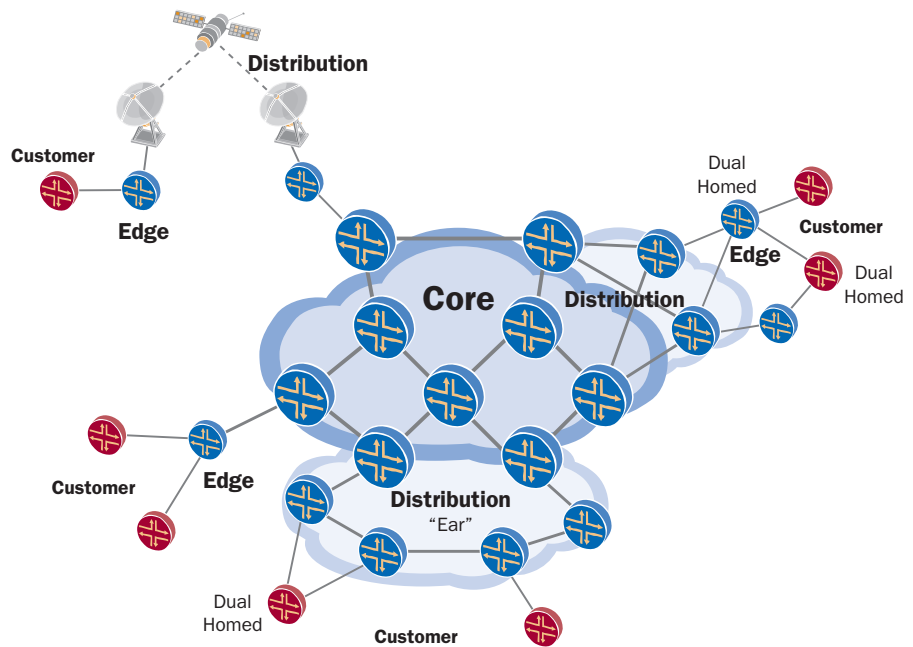 Distribution
Customer
Edge
Dual
Homed
Customer
Edge
Dual
Homed
Core
Distribution
Customer
Edge
Distribution
“Ear”
Dual
Homed
Customer